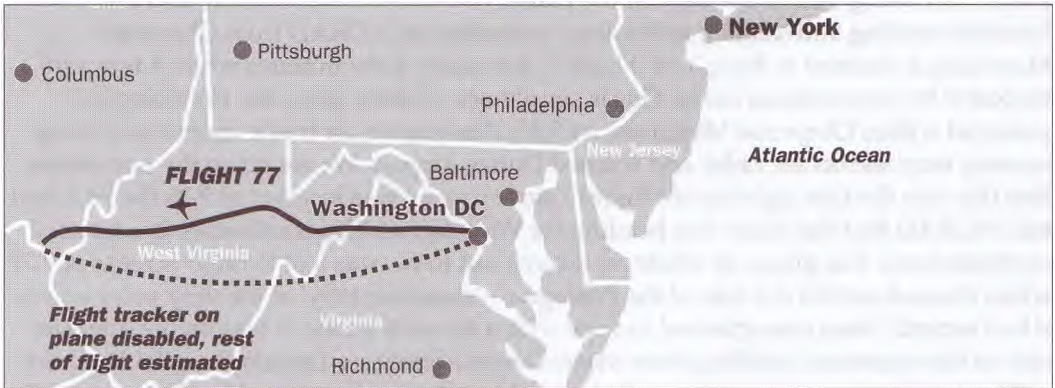 New York
Pittsburgh
Columbus
Philadelphia
New Jersey
Atlantic Ocean
FLIGHT 77
Baltimore
Washington DC
West Virginia
Flight tracker on
plane disabled, rest
of flight estimated
Virginia
Richmond